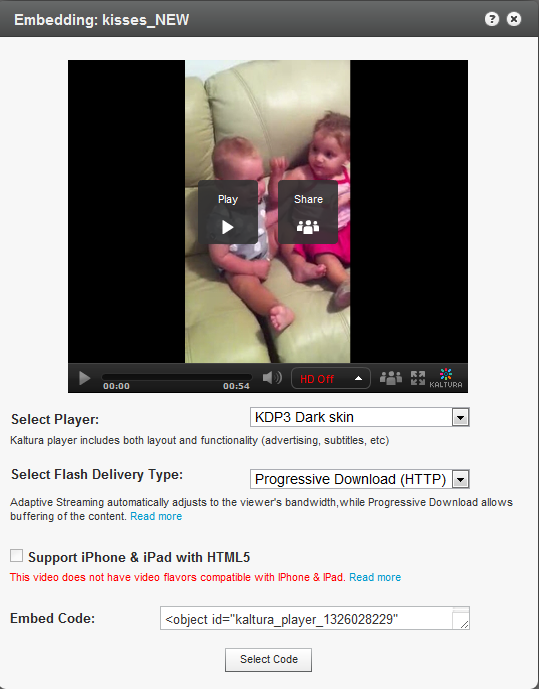 Embedding: kisses_NEW
?
Play
Share
00:00
00:54
HD Off
KALTURA
Select Player:
KDP3 Dark skin
Kaltura player includes both layout and functionality (advertising, subtitles, etc)
Select Flash Delivery Type:
Progressive Download (HTTP)
Adaptive Streaming automatically adjusts to the viewer's bandwidth,while Progressive Download allows
buffering of the content. Read more
Support iPhone & iPad with HTML5
This video does not have video flavors compatible with IPhone & IPad. Read more
Embed Code:
<object id="kaltura_player_1326028229"
Select Code